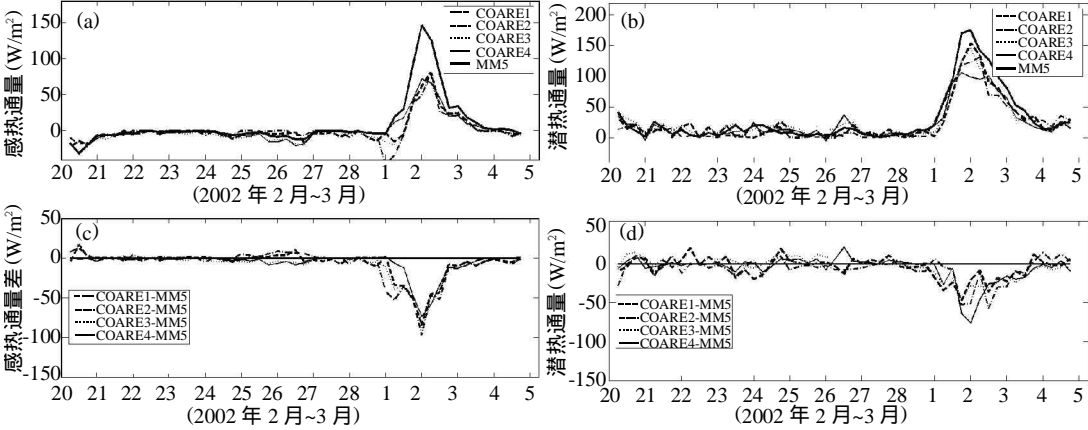 (a)
感热通量 (W/m²)
150
100
50
0
COARE1
COARE2
COARE3
COARE4
MM5
20 21 22 23 24 25 26 27 28 1 2 3 4 5
(2002 年 2 月~3 月)
(b)
潜热通量 (W/m²)
200
150
100
50
0
COARE1
COARE2
COARE3
COARE4
MM5
20 21 22 23 24 25 26 27 28 1 2 3 4 5
(2002 年 2 月~3 月)
(c)
感热通量差 (W/m²)
50
0
-50
-100
-150
COARE1-MM5
COARE2-MM5
COARE3-MM5
COARE4-MM5
20 21 22 23 24 25 26 27 28 1 2 3 4 5
(2002 年 2 月~3 月)
(d)
潜热通量 (W/m²)
50
0
-50
-100
-150
COARE1-MM5
COARE2-MM5
COARE3-MM5
COARE4-MM5
20 21 22 23 24 25 26 27 28 1 2 3 4 5
(2002 年 2 月~3 月)